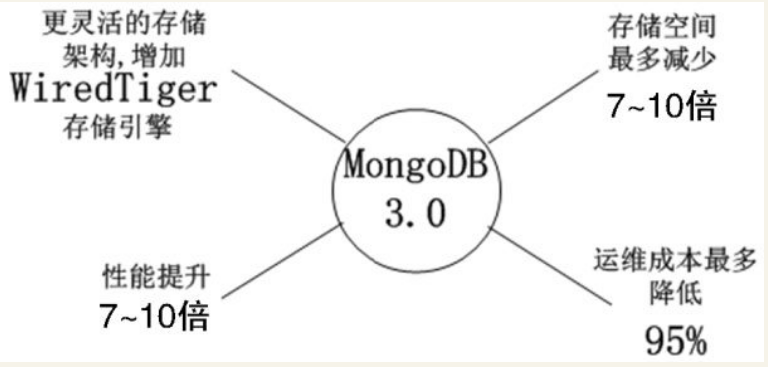 更灵活的存储
架构,增加
WiredTiger
存储引擎
存储空间
最多减少
7~10倍
MongoDB
3.0
性能提升
7~10倍
运维成本最多
降低
95%